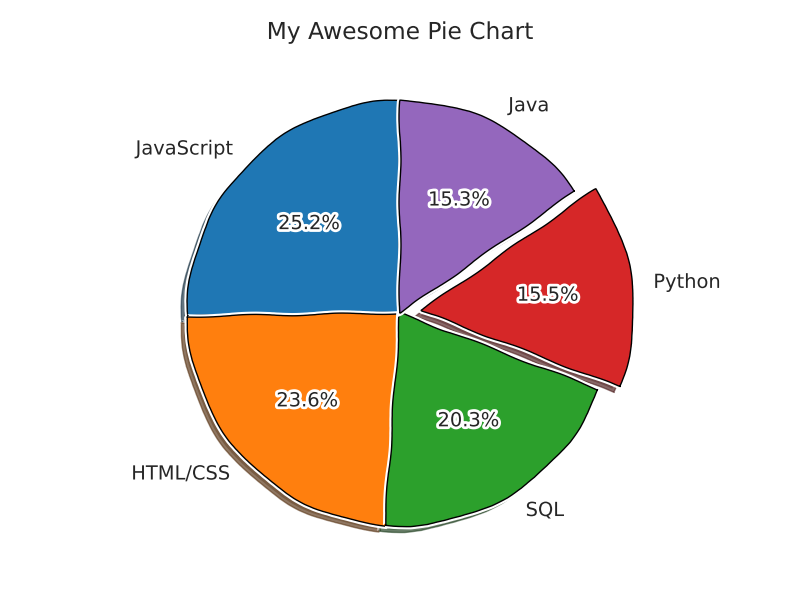 My Awesome Pie Chart
Java
JavaScript
15.3%
25.2%
Python
15.5%
23.6%
20.3%
HTML/CSS
SQL